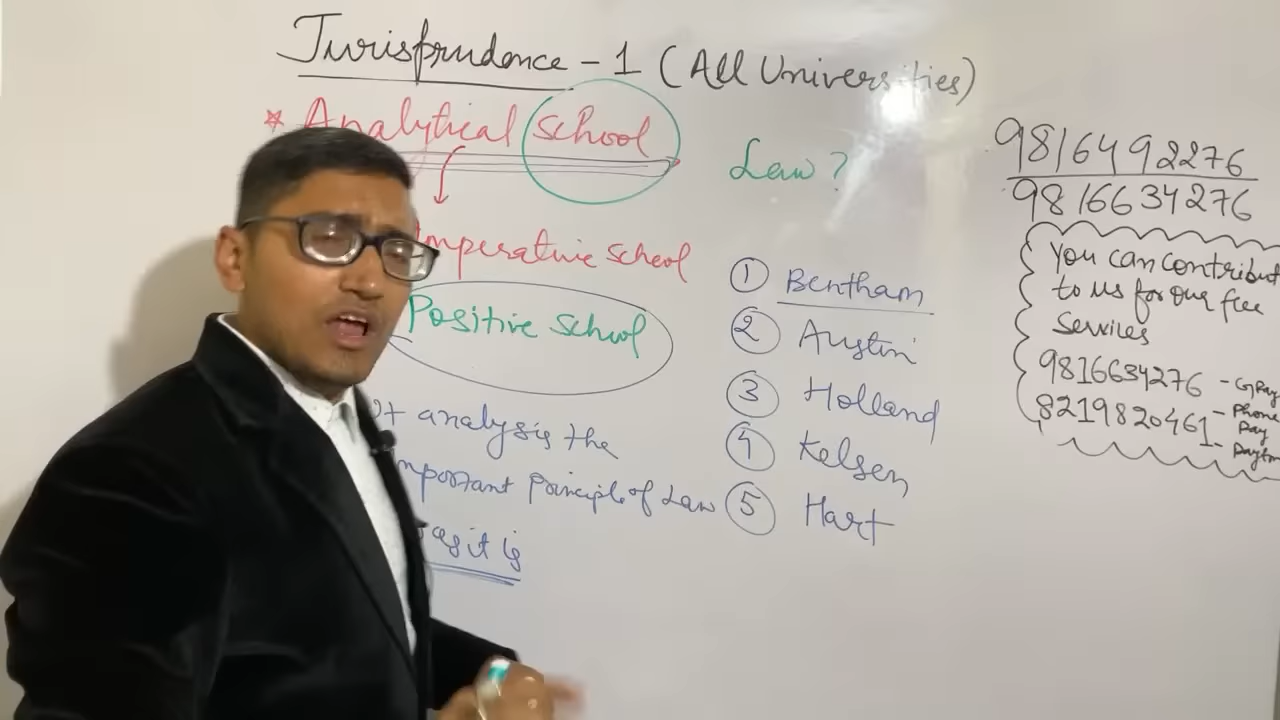 Jurisprudence - 1 (All Universities)
* Analytical School
Imperative School
Positive School
It analysis the
important Principle of Law
as it is
Law ?
① Bentham
② Austin
③ Holland
④ Kelsen
⑤ Hart
9816492276
9816634276
You can contribut
to us for our free
Services
9816634276 - GPay
8219820461 - Phone
Pay
- Paytm